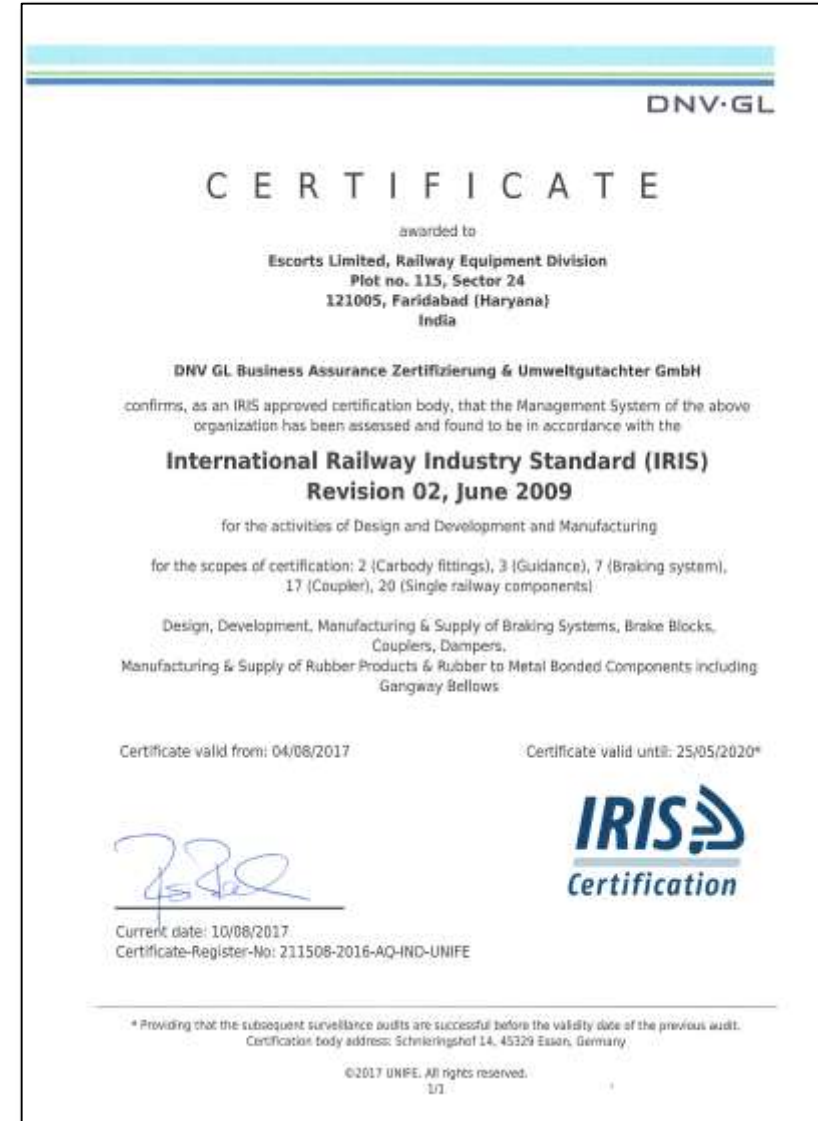 DNV·GL
CERTIFICATE
awarded to
Escorts Limited, Railway Equipment Division
Plot no. 115, Sector 24
121005, Faridabad (Haryana)
India
DNV GL Business Assurance Zertifizierung & Umweltgutachter GmbH
confirms, as an IRIS approved certification body, that the Management System of the above
organization has been assessed and found to be in accordance with the
International Railway Industry Standard (IRIS)
Revision 02, June 2009
for the activities of Design and Development and Manufacturing
for the scopes of certification: 2 (Carbody fittings), 3 (Guidance), 7 (Braking system),
17 (Coupler), 20 (Single railway components)
Design, Development, Manufacturing & Supply of Braking Systems, Brake Blocks,
Couplers, Dampers.
Manufacturing & Supply of Rubber Products & Rubber to Metal Bonded Components including
Gangway Bellows
Certificate valid from: 04/08/2017
Certificate valid until: 25/05/2020*
IRIS
Certification
Current date: 10/08/2017
Certificate-Register-No: 211508-2016-AQ-IND-UNIFE
* Providing that the subsequent surveillance audits are successful before the validity date of the previous audit.
Certification body address: Schnieringshof 14, 45329 Essen, Germany
©2017 UNIFE. All rights reserved.
1/1